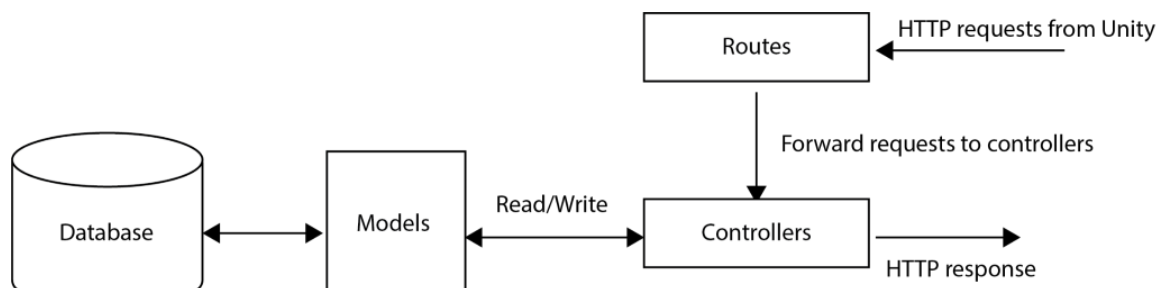 HTTP requests from Unity
Routes
Forward requests to controllers
Database
Models
Read/Write
Controllers
HTTP response